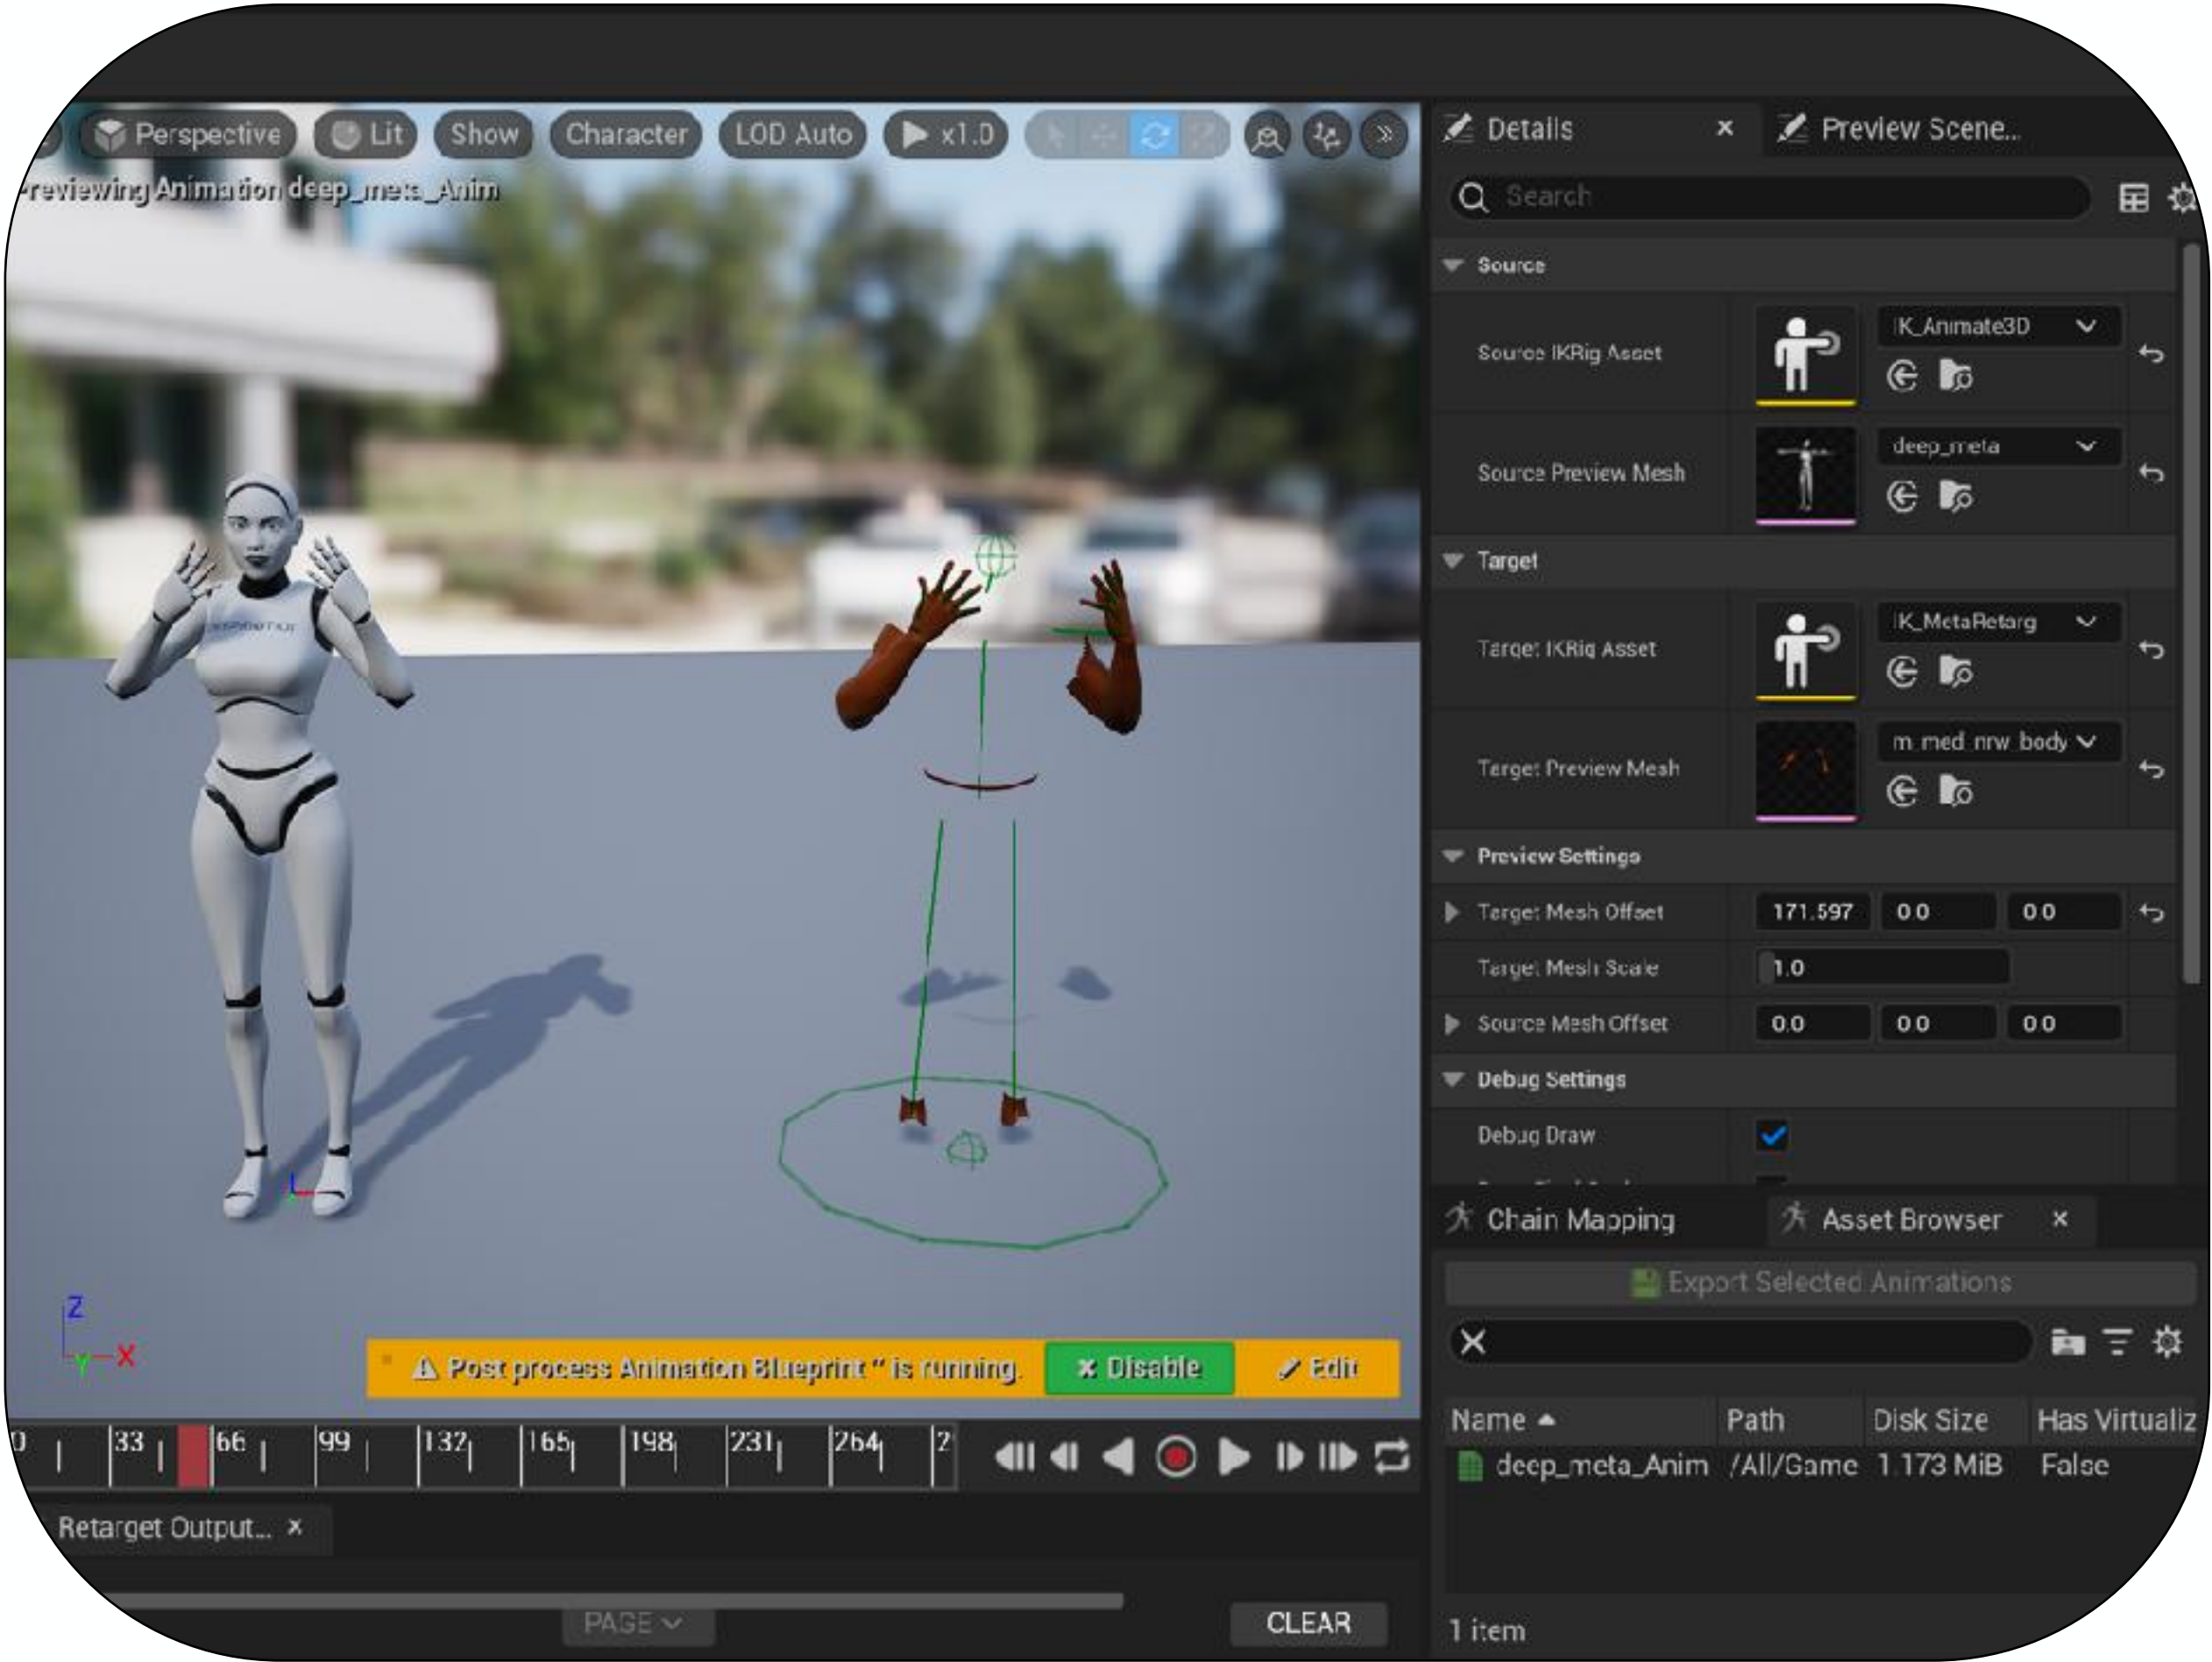 Perspective
Lit
Show
Character
LOD Auto
x1.0
reviewing Animation deep_meta_Anim
Z
Y
X
Post process Animation Blueprint '' is running.
Disable
Edit
0
33
66
99
132
165
198
231
264
2
Retarget Output...
PAGE
CLEAR
Details
Preview Scene...
Search
Source
Source IKRig Asset
IK_Animate3D
Source Preview Mesh
deep_meta
Target
Target IKRig Asset
IK_MetaRetarg
Target Preview Mesh
m_med_nrw_body
Preview Settings
Target Mesh Offset
171.597
0.0
0.0
Target Mesh Scale
1.0
Source Mesh Offset
0.0
0.0
0.0
Debug Settings
Debug Draw
Chain Mapping
Asset Browser
Export Selected Animations
Name Path Disk Size Has Virtualiz
deep_meta_Anim /All/Game 1.173 MiB False
1 item